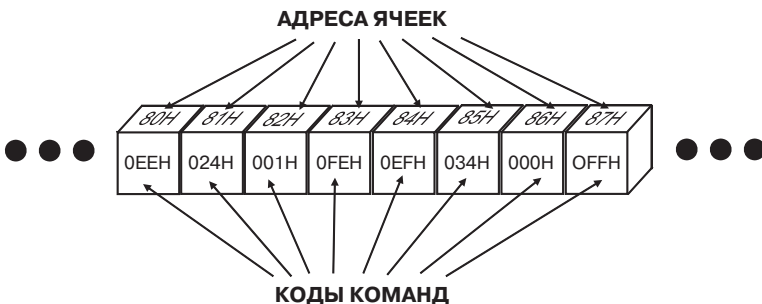 АДРЕСА ЯЧЕЕК
80H 81H 82H 83H 84H 85H 86H 87H
0EEH 024H 001H 0FEH 0EFH 034H 000H OFFH
КОДЫ КОМАНД